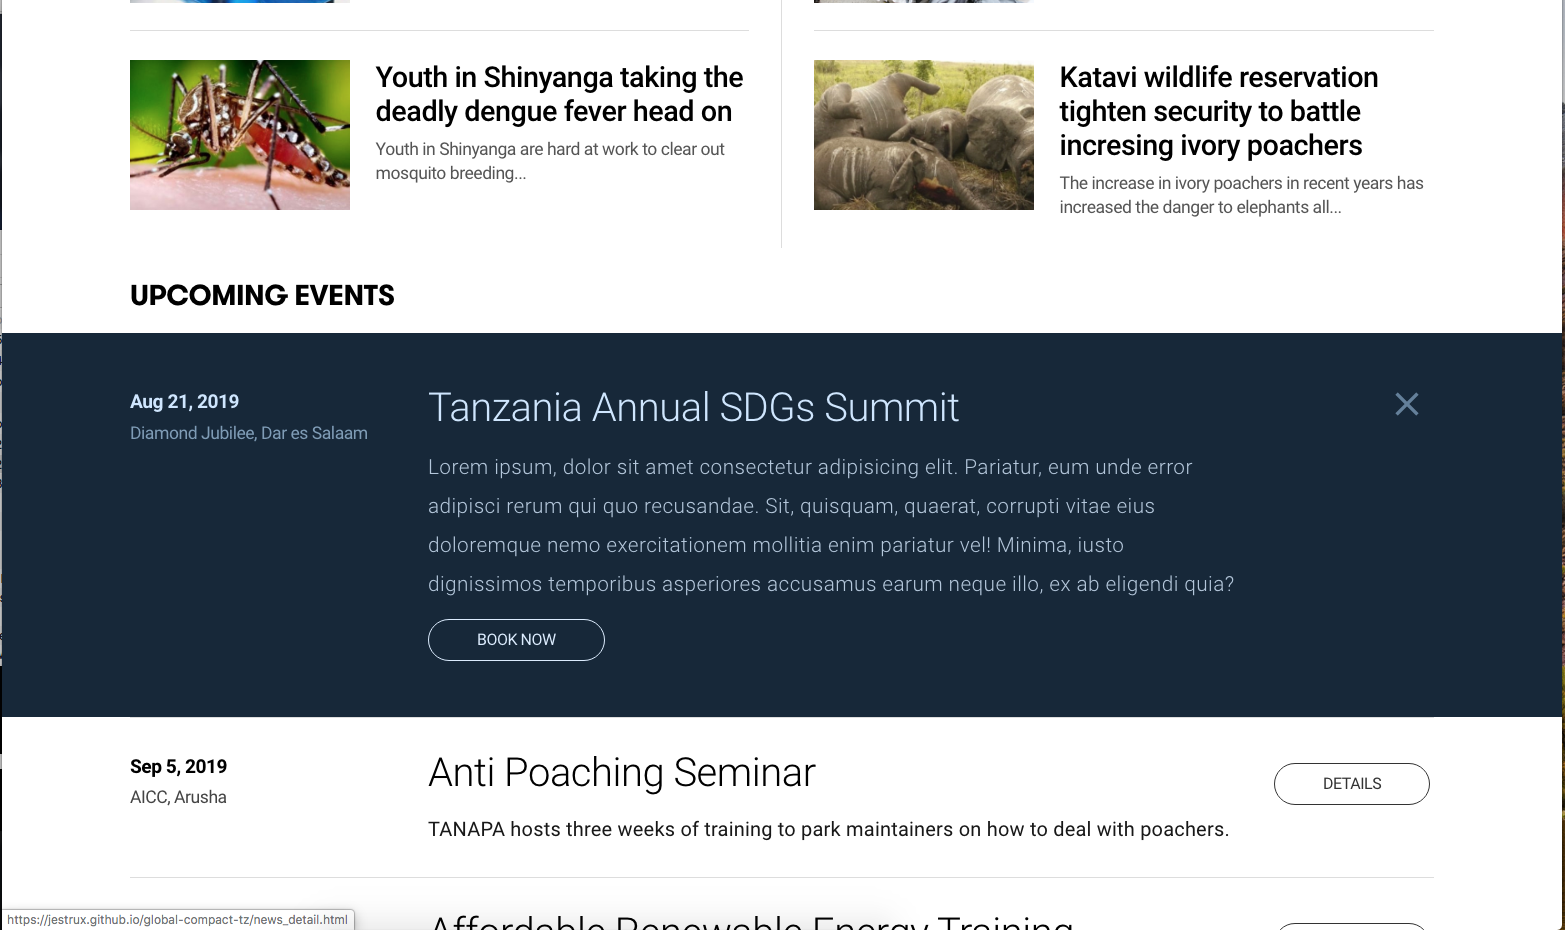 Youth in Shinyanga taking the
deadly dengue fever head on
Youth in Shinyanga are hard at work to clear out
mosquito breeding...
Katavi wildlife reservation
tighten security to battle
incresing ivory poachers
The increase in ivory poachers in recent years has
increased the danger to elephants all...
UPCOMING EVENTS
Aug 21, 2019
Diamond Jubilee, Dar es Salaam
Tanzania Annual SDGs Summit
Lorem ipsum, dolor sit amet consectetur adipisicing elit. Pariatur, eum unde error
adipisci rerum qui quo recusandae. Sit, quisquam, quaerat, corrupti vitae eius
doloremque nemo exercitationem mollitia enim pariatur vel! Minima, iusto
dignissimos temporibus asperiores accusamus earum neque illo, ex ab eligendi quia?
BOOK NOW
Sep 5, 2019
AICC, Arusha
Anti Poaching Seminar
TANAPA hosts three weeks of training to park maintainers on how to deal with poachers.
DETAILS
Affordable Renewable Energy Training
https://jestrux.github.io/global-compact-tz/news_detail.html